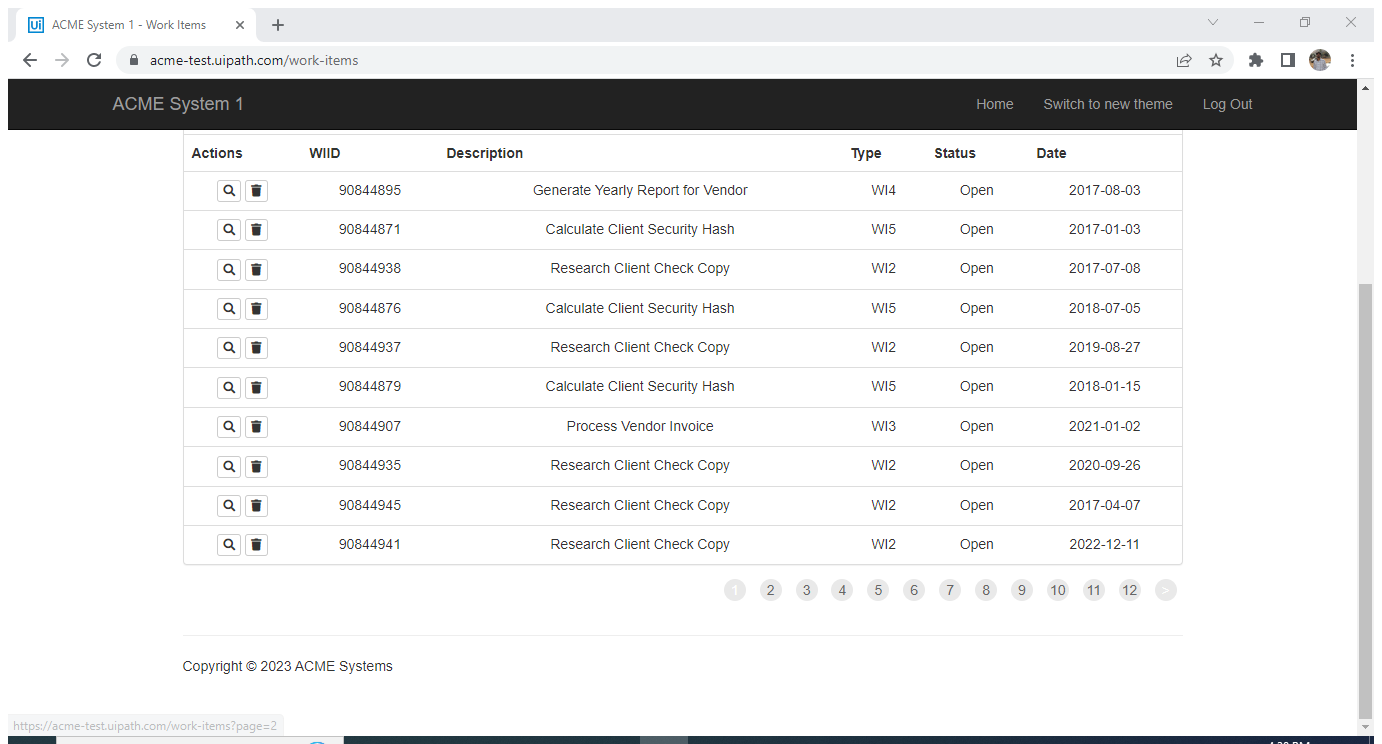 Ui ACME System 1 - Work Items
acme-test.uipath.com/work-items
ACME System 1 Home Switch to new theme Log Out
Actions WIID Description Type Status Date
90844895 Generate Yearly Report for Vendor WI4 Open 2017-08-03
90844871 Calculate Client Security Hash WI5 Open 2017-01-03
90844938 Research Client Check Copy WI2 Open 2017-07-08
90844876 Calculate Client Security Hash WI5 Open 2018-07-05
90844937 Research Client Check Copy WI2 Open 2019-08-27
90844879 Calculate Client Security Hash WI5 Open 2018-01-15
90844907 Process Vendor Invoice WI3 Open 2021-01-02
90844935 Research Client Check Copy WI2 Open 2020-09-26
90844945 Research Client Check Copy WI2 Open 2017-04-07
90844941 Research Client Check Copy WI2 Open 2022-12-11
1 2 3 4 5 6 7 8 9 10 11 12 >
Copyright © 2023 ACME Systems
https://acme-test.uipath.com/work-items?page=2